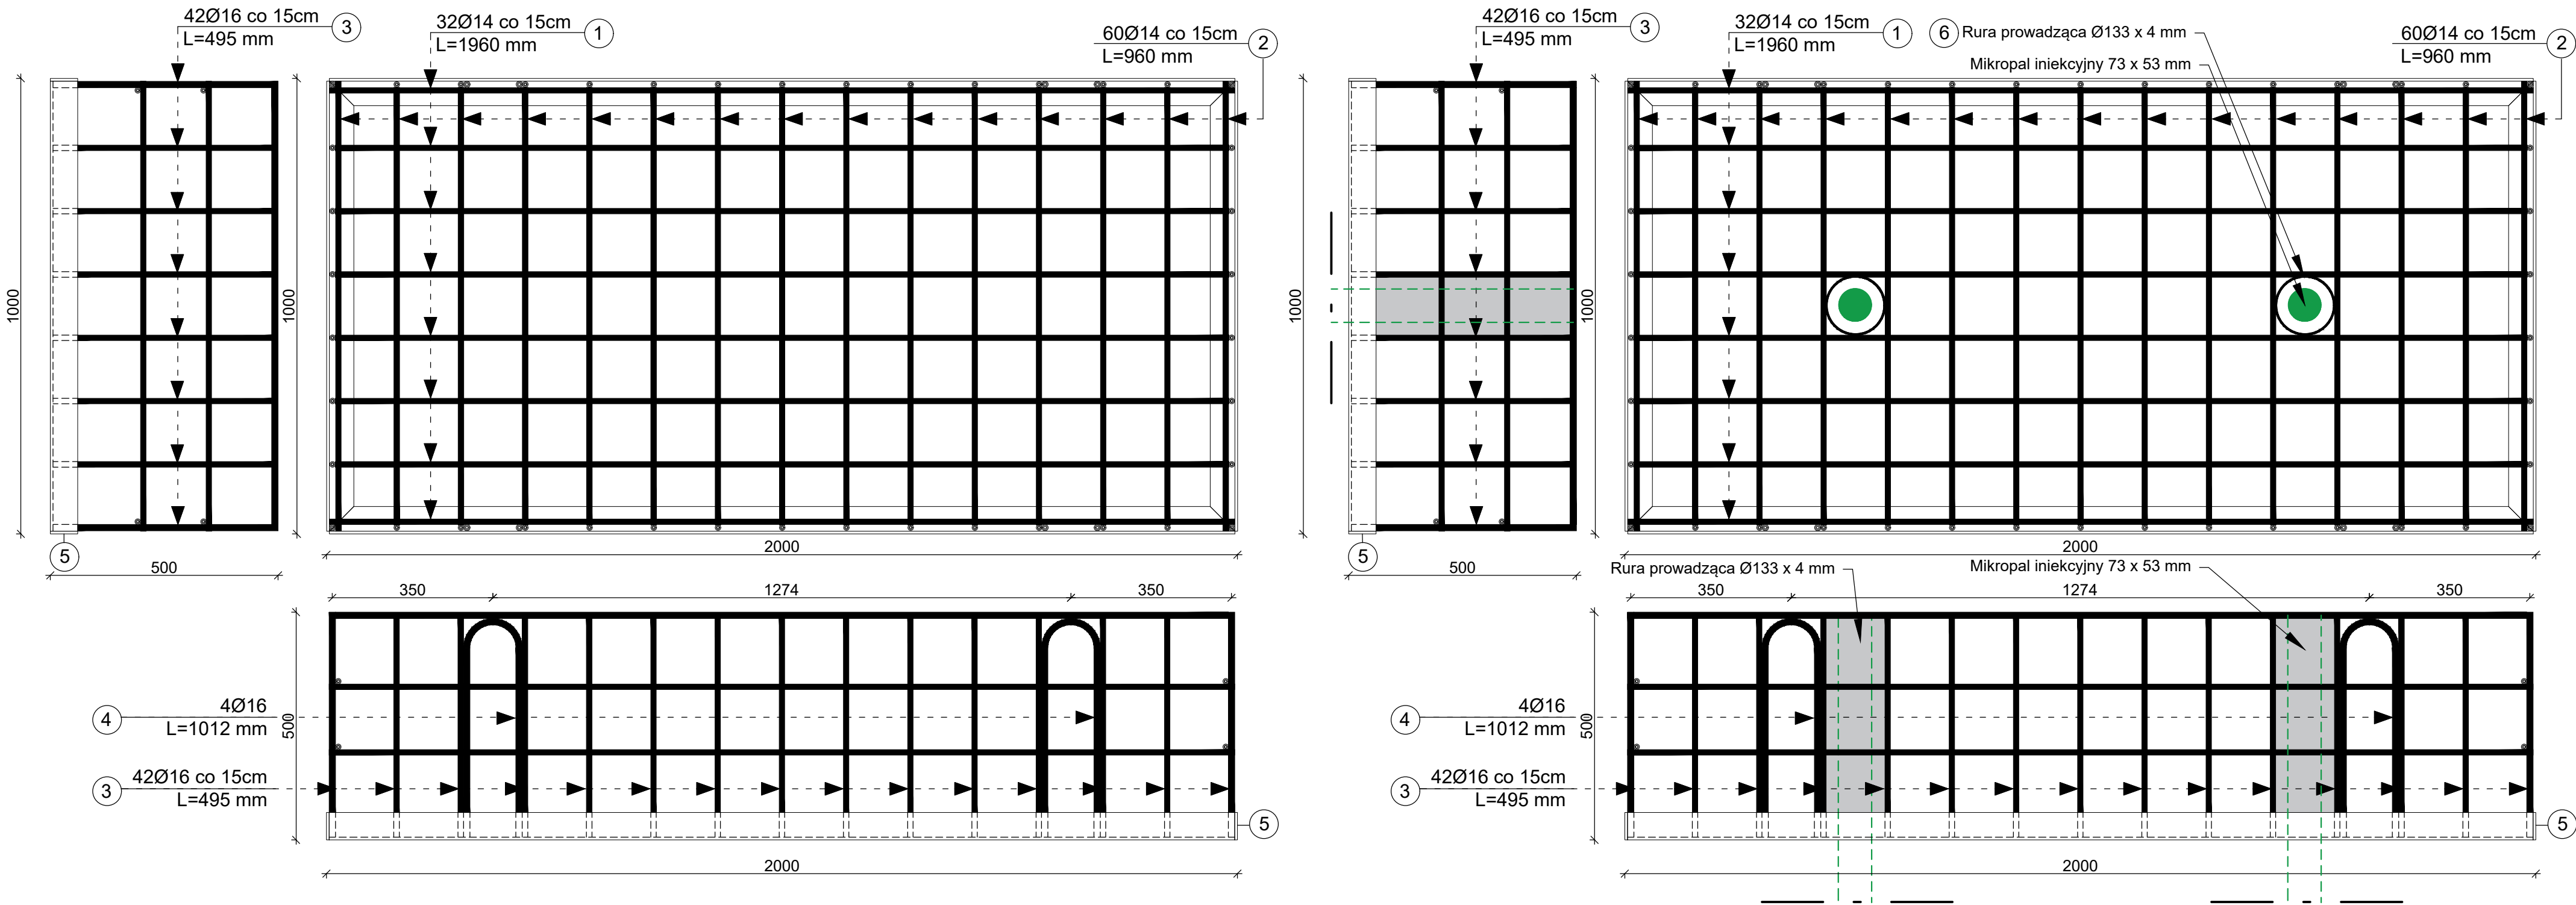 42Ø16 co 15cm
L=495 mm
3
32Ø14 co 15cm
L=1960 mm
1
60Ø14 co 15cm
L=960 mm
2
1000
1000
5
500
2000
350
1274
350
4
4Ø16
L=1012 mm
500
3
42Ø16 co 15cm
L=495 mm
5
2000
42Ø16 co 15cm
L=495 mm
3
32Ø14 co 15cm
L=1960 mm
1
6
Rura prowadząca Ø133 x 4 mm
Mikropal iniekcyjny 73 x 53 mm
60Ø14 co 15cm
L=960 mm
2
1000
1000
5
500
2000
Rura prowadząca Ø133 x 4 mm
Mikropal iniekcyjny 73 x 53 mm
350
1274
350
4
4Ø16
L=1012 mm
500
3
42Ø16 co 15cm
L=495 mm
5
2000